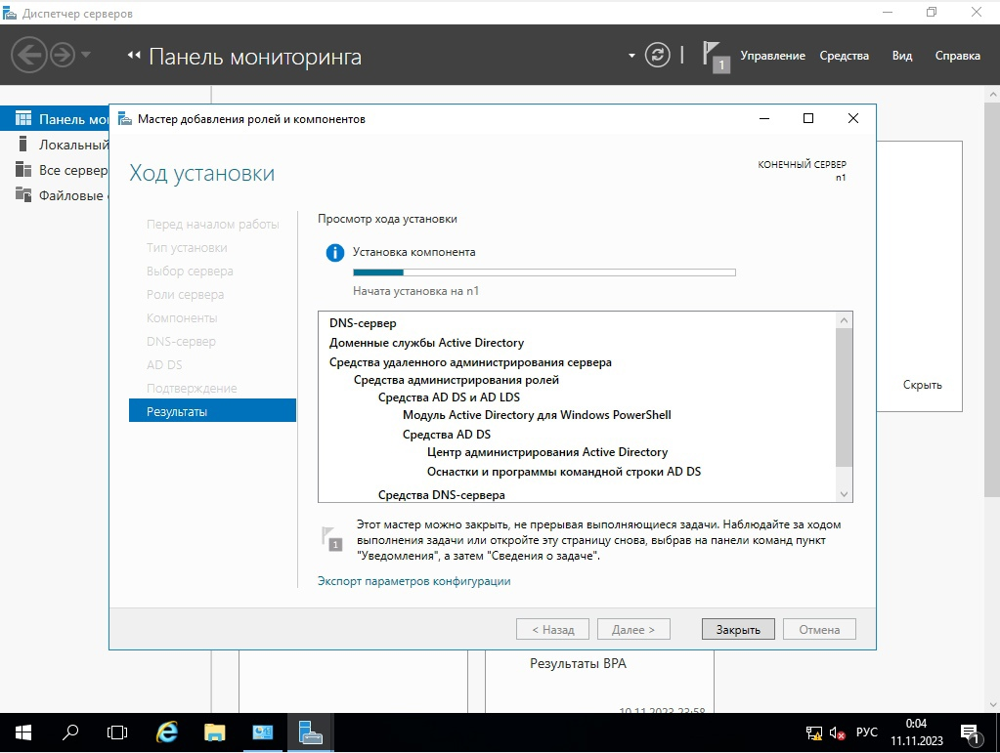 Диспетчер серверов
Панель мониторинга
1
Управление
Средства
Вид
Справка
Панель мо
Локальный
Все сервер
Файловые
Мастер добавления ролей и компонентов
Ход установки
КОНЕЧНЫЙ СЕРВЕР
n1
Перед началом работы
Тип установки
Выбор сервера
Роли сервера
Компоненты
DNS-сервер
AD DS
Подтверждение
Результаты
Просмотр хода установки
Установка компонента
Начата установка на n1
DNS-сервер
Доменные службы Active Directory
Средства удаленного администрирования сервера
Средства администрирования ролей
Средства AD DS и AD LDS
Модуль Active Directory для Windows PowerShell
Средства AD DS
Центр администрирования Active Directory
Оснастки и программы командной строки AD DS
Средства DNS-сервера
1
Этот мастер можно закрыть, не прерывая выполняющиеся задачи. Наблюдайте за ходом
выполнения задачи или откройте эту страницу снова, выбрав на панели команд пункт
"Уведомления", а затем "Сведения о задаче".
Экспорт параметров конфигурации
< Назад
Далее >
Закрыть
Отмена
Скрыть
Результаты BPA
10.11.2023 23:58
РУС
0:04
11.11.2023
1